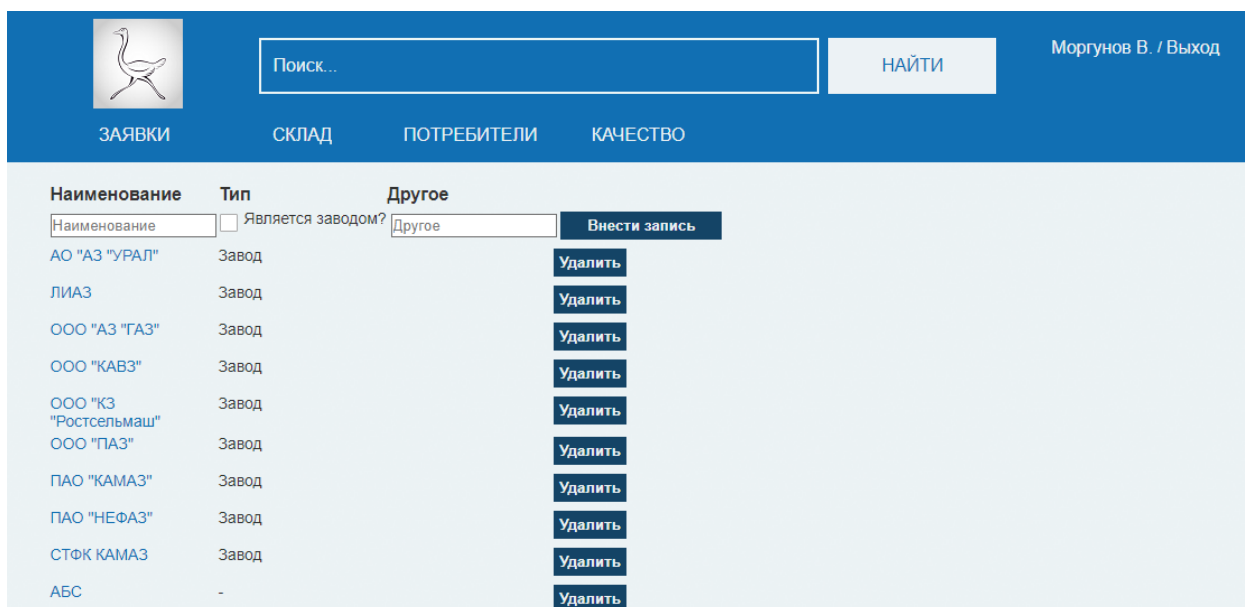 Поиск...
НАЙТИ
Моргунов В. / Выход
ЗАЯВКИ СКЛАД ПОТРЕБИТЕЛИ КАЧЕСТВО
Наименование Тип Другое
Наименование Является заводом? Другое Внести запись
АО "АЗ "УРАЛ" Завод Удалить
ЛИАЗ Завод Удалить
ООО "АЗ "ГАЗ" Завод Удалить
ООО "КАВЗ" Завод Удалить
ООО "КЗ
"Ростсельмаш" Завод Удалить
ООО "ПАЗ" Завод Удалить
ПАО "КАМАЗ" Завод Удалить
ПАО "НЕФАЗ" Завод Удалить
СТФК КАМАЗ Завод Удалить
АБС - Удалить